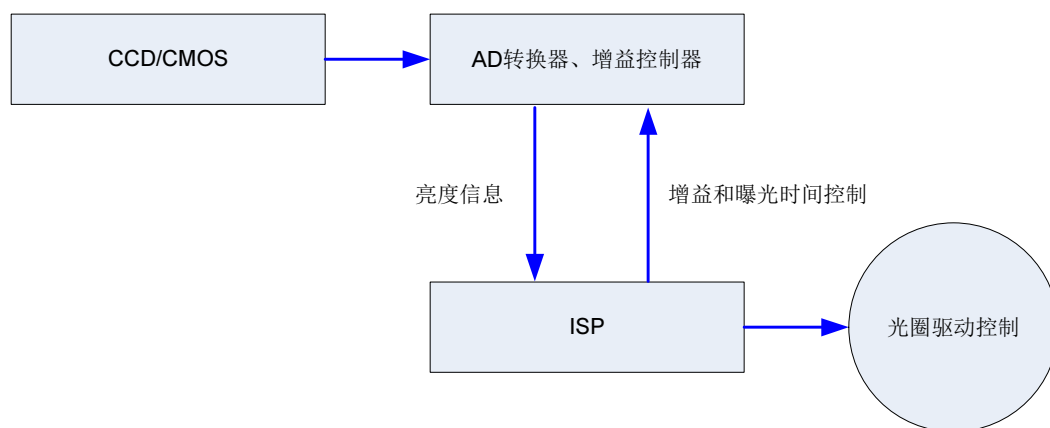 CCD/CMOS
AD转换器、增益控制器
亮度信息
增益和曝光时间控制
ISP
光圈驱动控制